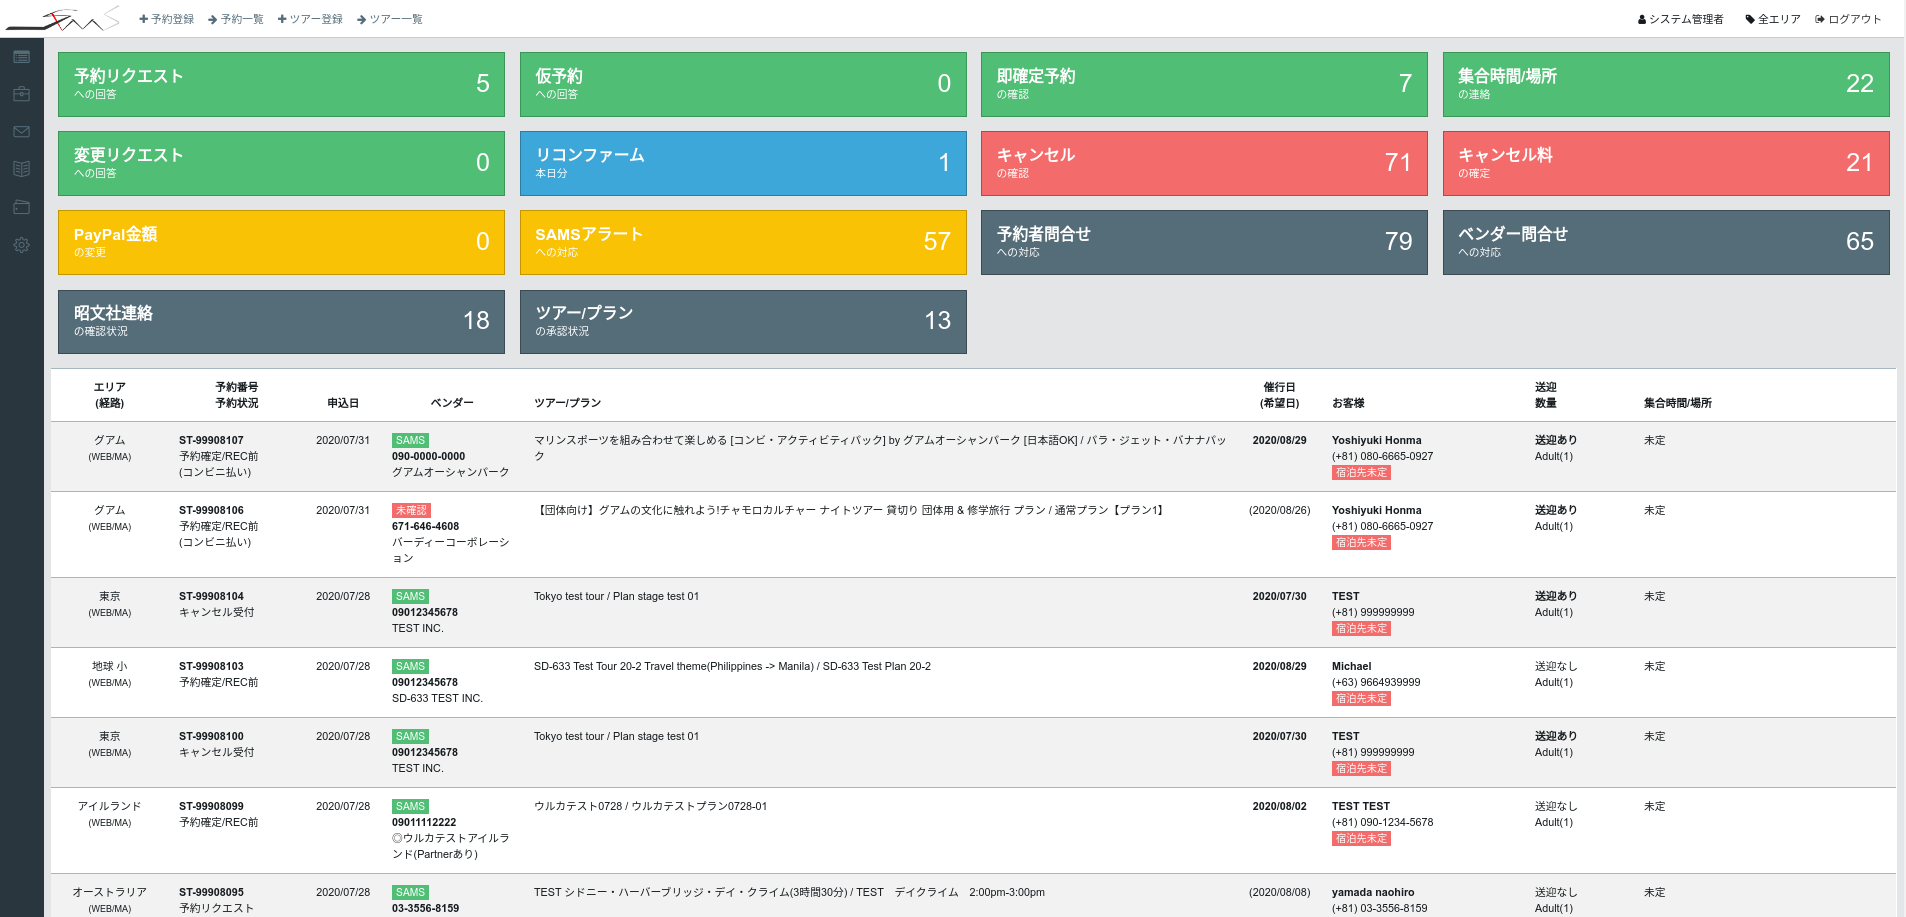 SAMS
予約登録 予約一覧 ツアー登録 ツアー一覧 システム管理者 全エリア ログアウト
予約リクエスト
への回答
5
仮予約
への回答
0
即確定予約
の確認
7
集合時間/場所
の連絡
22
変更リクエスト
への回答
0
リコンファーム
本日分
1
キャンセル
の確認
71
キャンセル料
の確定
21
PayPal金額
の変更
0
SAMSアラート
への対応
57
予約者問合せ
への対応
79
ベンダー問合せ
への対応
65
昭文社連絡
の確認状況
18
ツアー/プラン
の承認状況
13
エリア
(経路)
予約番号
予約状況
申込日
ベンダー
ツアー/プラン
催行日
(希望日)
お客様
送迎
数量
集合時間/場所
グアム
(WEB/MA)
ST-99908107
予約確定/REC前
(コンビニ払い)
2020/07/31
SAMS
090-0000-0000
グアムオーシャンパーク
マリンスポーツを組み合わせて楽しめる [コンビ・アクティビティパック] by グアムオーシャンパーク [日本語OK] / パラ・ジェット・バナナパッ
ク
2020/08/29
Yoshiyuki Honma
(+81) 080-6665-0927
宿泊先未定
送迎あり
Adult(1)
未定
グアム
(WEB/MA)
ST-99908106
予約確定/REC前
(コンビニ払い)
2020/07/31
未確認
671-646-4608
バーディーコーポレーシ
ョン
【団体向け】グアムの文化に触れよう!チャモロカルチャー ナイトツアー 貸切り 団体用 & 修学旅行 プラン / 通常プラン【プラン1】
(2020/08/26)
Yoshiyuki Honma
(+81) 080-6665-0927
宿泊先未定
送迎あり
Adult(1)
未定
東京
(WEB/MA)
ST-99908104
キャンセル受付
2020/07/28
SAMS
09012345678
TEST INC.
Tokyo test tour / Plan stage test 01
2020/07/30
TEST
(+81) 999999999
宿泊先未定
送迎あり
Adult(1)
未定
地球 小
(WEB/MA)
ST-99908103
予約確定/REC前
2020/07/28
SAMS
09012345678
SD-633 TEST INC.
SD-633 Test Tour 20-2 Travel theme(Philippines -> Manila) / SD-633 Test Plan 20-2
2020/08/29
Michael
(+63) 9664939999
宿泊先未定
送迎なし
Adult(1)
未定
東京
(WEB/MA)
ST-99908100
キャンセル受付
2020/07/28
SAMS
09012345678
TEST INC.
Tokyo test tour / Plan stage test 01
2020/07/30
TEST
(+81) 999999999
宿泊先未定
送迎あり
Adult(1)
未定
アイルランド
(WEB/MA)
ST-99908099
予約確定/REC前
2020/07/28
SAMS
09011112222
◎ウルカテストアイルラ
ンド(Partnerあり)
ウルカテスト0728 / ウルカテストプラン0728-01
2020/08/02
TEST TEST
(+81) 090-1234-5678
宿泊先未定
送迎なし
Adult(1)
未定
オーストラリア
(WEB/MA)
ST-99908095
予約リクエスト
2020/07/28
SAMS
03-3556-8159
TEST シドニー・ハーバーブリッジ・デイ・クライム(3時間30分) / TEST　デイクライム　2:00pm-3:00pm
(2020/08/08)
yamada naohiro
(+81) 03-3556-8159
送迎なし
Adult(1)
未定